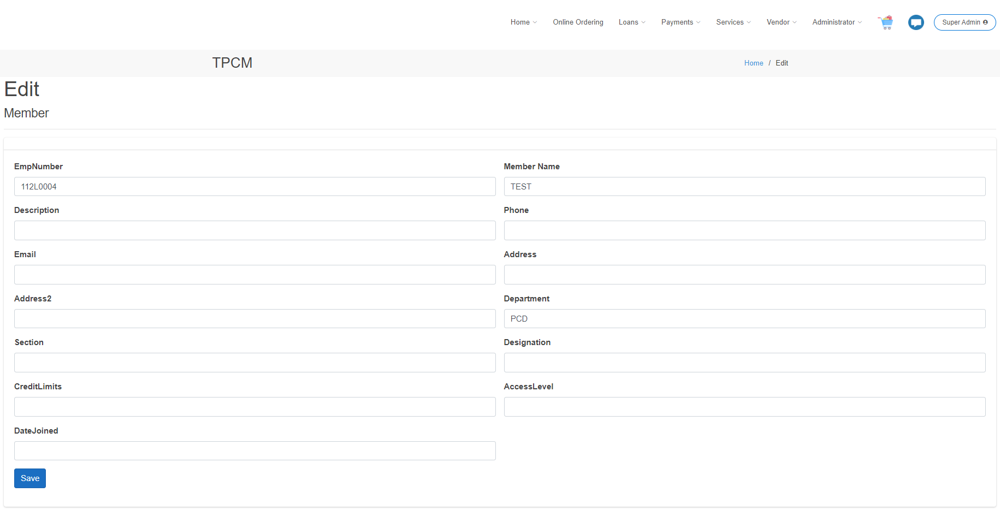 Home Online Ordering Loans Payments Services Vendor Administrator Super Admin
TPCM Home / Edit
Edit
Member
EmpNumber Member Name
112L0004 TEST
Description Phone
Email Address
Address2 Department
PCD
Section Designation
CreditLimits AccessLevel
DateJoined
Save